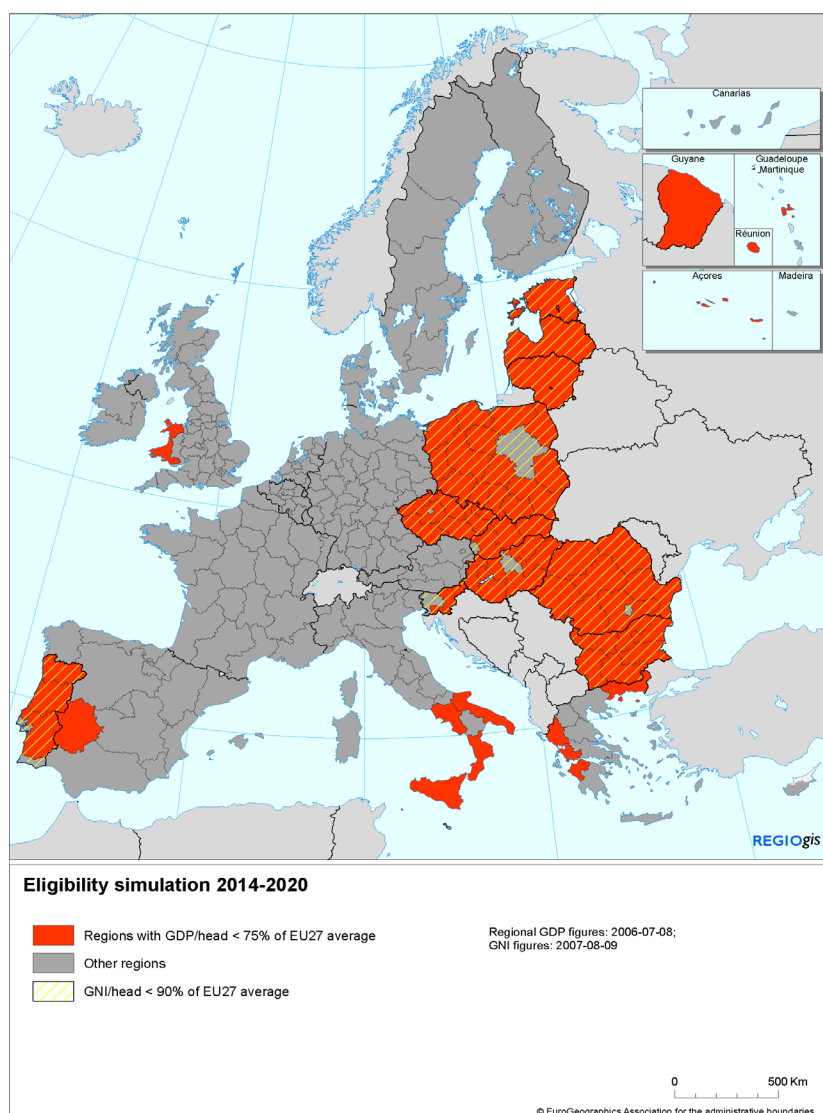 Canarias
Guyane
Guadeloupe
Martinique
Réunion
Açores
Madeira
REGIOgis
Eligibility simulation 2014-2020
Regions with GDP/head < 75% of EU27 average
Other regions
GNI/head < 90% of EU27 average
Regional GDP figures: 2006-07-08;
GNI figures: 2007-08-09
0 500 Km
© EuroGeographics Association for the administrative boundaries